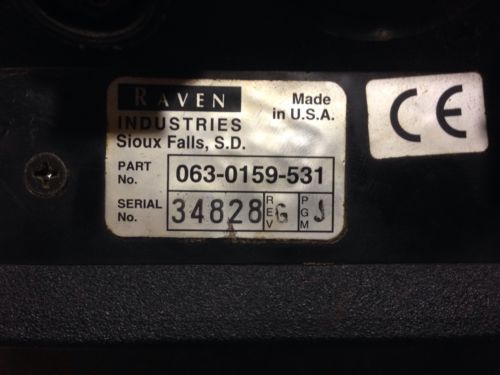 RAVEN
Made
in U.S.A.
INDUSTRIES
Sioux Falls, S.D.
PART No. 063-0159-531
SERIAL No. 34828 REV G PGM J
CE